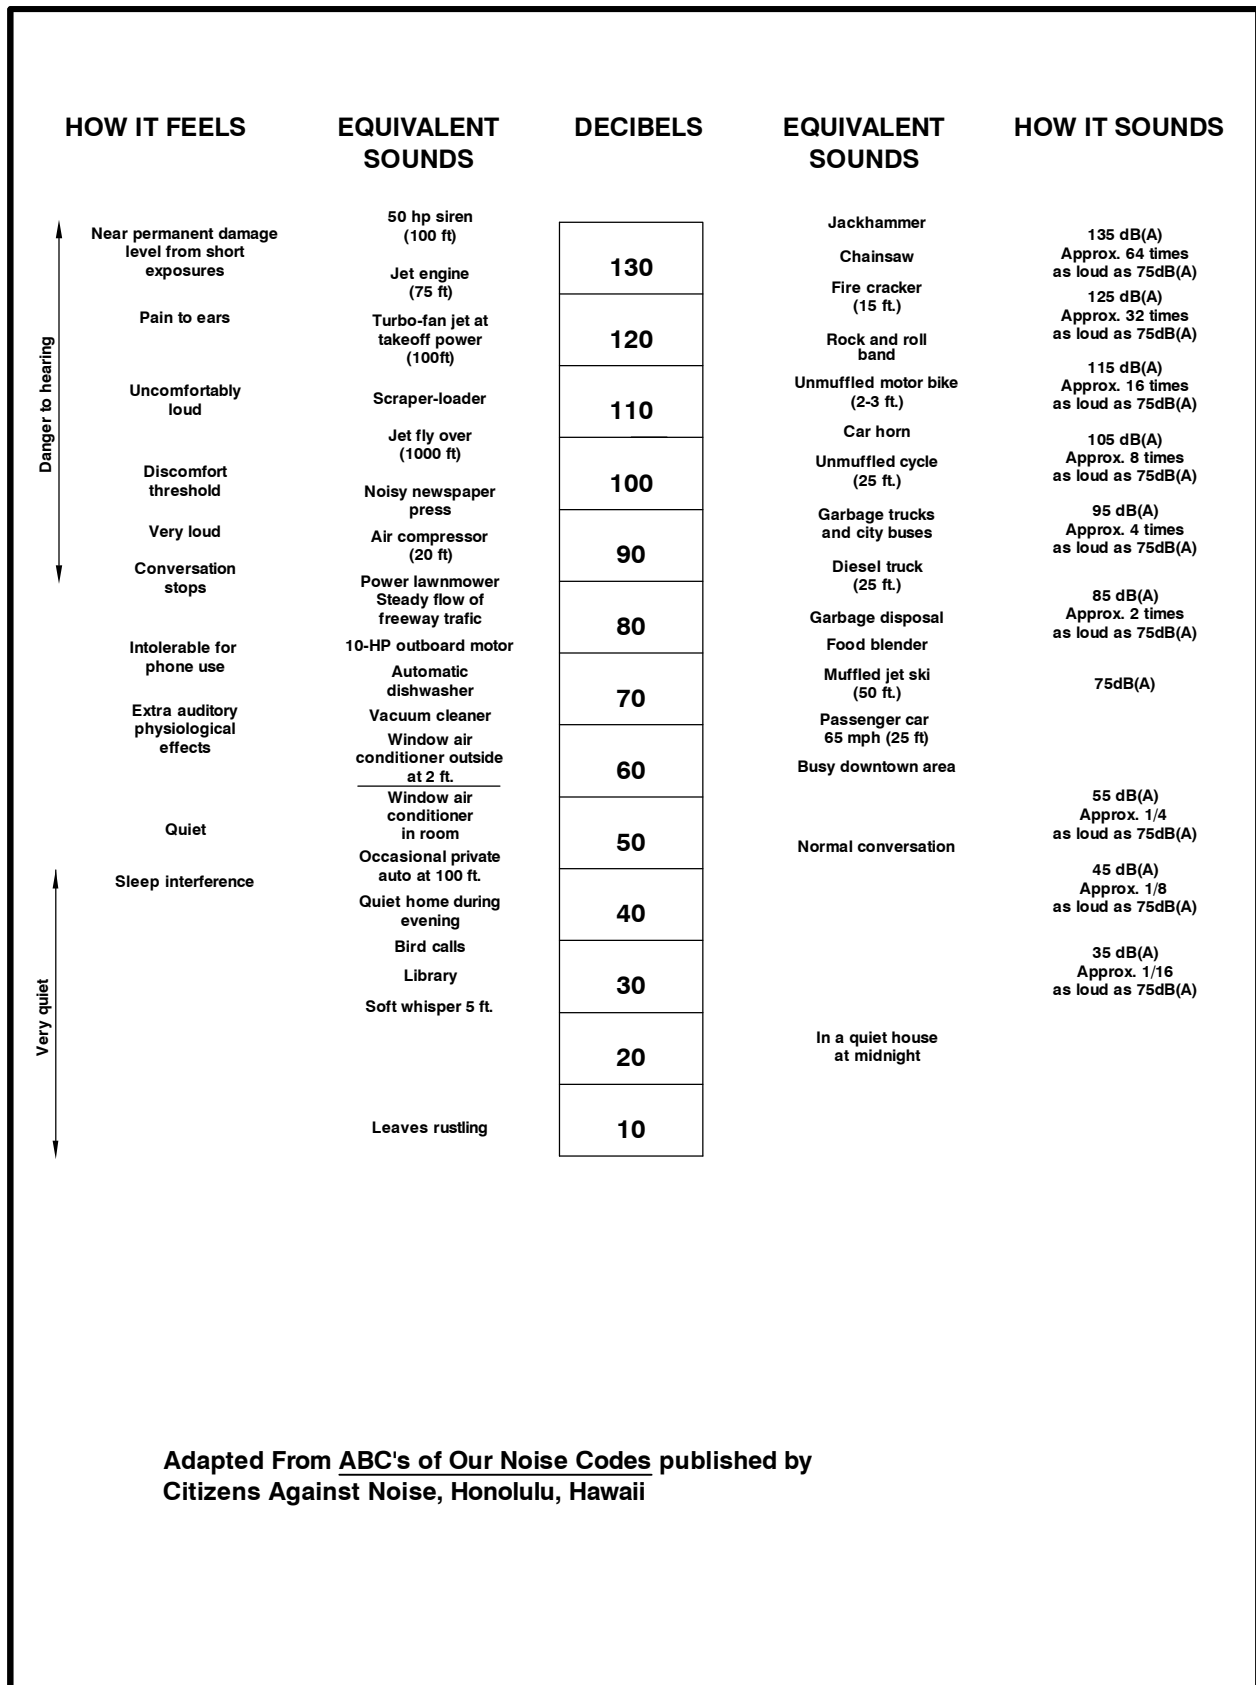 HOW IT FEELS
EQUIVALENT
SOUNDS
DECIBELS
EQUIVALENT
SOUNDS
HOW IT SOUNDS
Danger to hearing
Near permanent damage
level from short
exposures
Pain to ears
Uncomfortably
loud
Discomfort
threshold
Very loud
Conversation
stops
Intolerable for
phone use
Extra auditory
physiological
effects
Quiet
Sleep interference
Very quiet
50 hp siren
(100 ft)
Jet engine
(75 ft)
Turbo-fan jet at
takeoff power
(100ft)
Scraper-loader
Jet fly over
(1000 ft)
Noisy newspaper
press
Air compressor
(20 ft)
Power lawnmower
Steady flow of
freeway trafic
10-HP outboard motor
Automatic
dishwasher
Vacuum cleaner
Window air
conditioner outside
at 2 ft.
Window air
conditioner
in room
Occasional private
auto at 100 ft.
Quiet home during
evening
Bird calls
Library
Soft whisper 5 ft.
Leaves rustling
130
120
110
100
90
80
70
60
50
40
30
20
10
Jackhammer
Chainsaw
Fire cracker
(15 ft.)
Rock and roll
band
Unmuffled motor bike
(2-3 ft.)
Car horn
Unmuffled cycle
(25 ft.)
Garbage trucks
and city buses
Diesel truck
(25 ft.)
Garbage disposal
Food blender
Muffled jet ski
(50 ft.)
Passenger car
65 mph (25 ft)
Busy downtown area
Normal conversation
In a quiet house
at midnight
135 dB(A)
Approx. 64 times
as loud as 75dB(A)
125 dB(A)
Approx. 32 times
as loud as 75dB(A)
115 dB(A)
Approx. 16 times
as loud as 75dB(A)
105 dB(A)
Approx. 8 times
as loud as 75dB(A)
95 dB(A)
Approx. 4 times
as loud as 75dB(A)
85 dB(A)
Approx. 2 times
as loud as 75dB(A)
75dB(A)
55 dB(A)
Approx. 1/4
as loud as 75dB(A)
45 dB(A)
Approx. 1/8
as loud as 75dB(A)
35 dB(A)
Approx. 1/16
as loud as 75dB(A)
Adapted From ABC's of Our Noise Codes published by
Citizens Against Noise, Honolulu, Hawaii